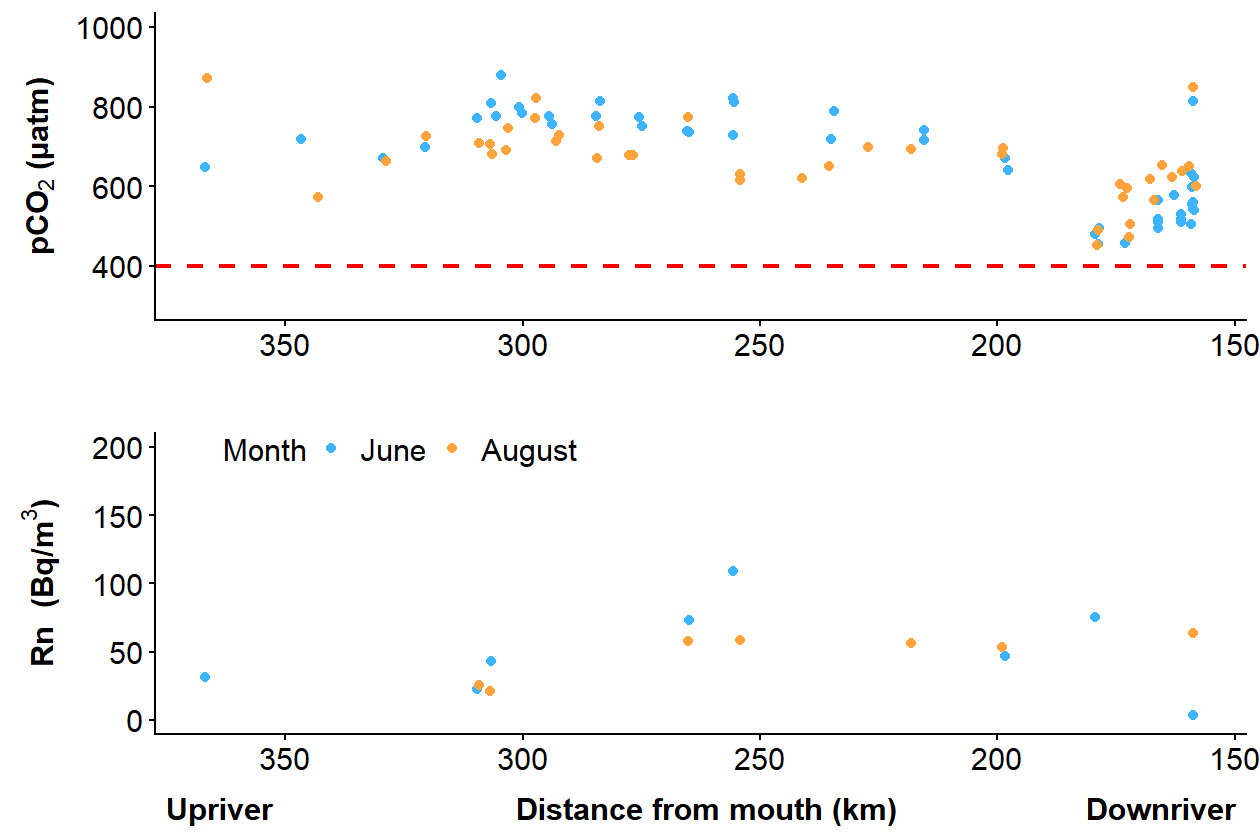 pCO₂ (µatm)
1000
800
600
400
350 300 250 200 150
Month June August
Rn (Bq/m³)
200
150
100
50
0
350 300 250 200 150
Upriver Distance from mouth (km) Downriver